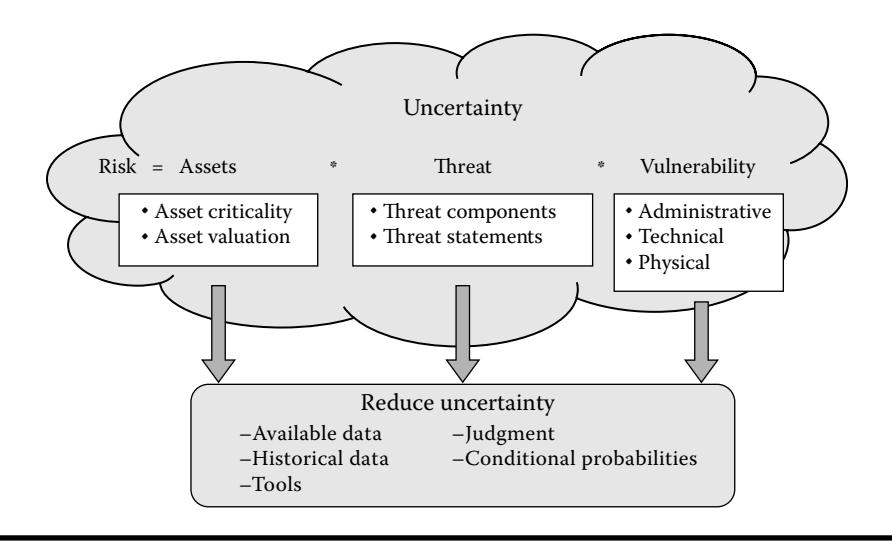 Uncertainty
Risk = Assets * Threat * Vulnerability
• Asset criticality
• Asset valuation
• Threat components
• Threat statements
• Administrative
• Technical
• Physical
Reduce uncertainty
–Available data
–Historical data
–Tools
–Judgment
–Conditional probabilities